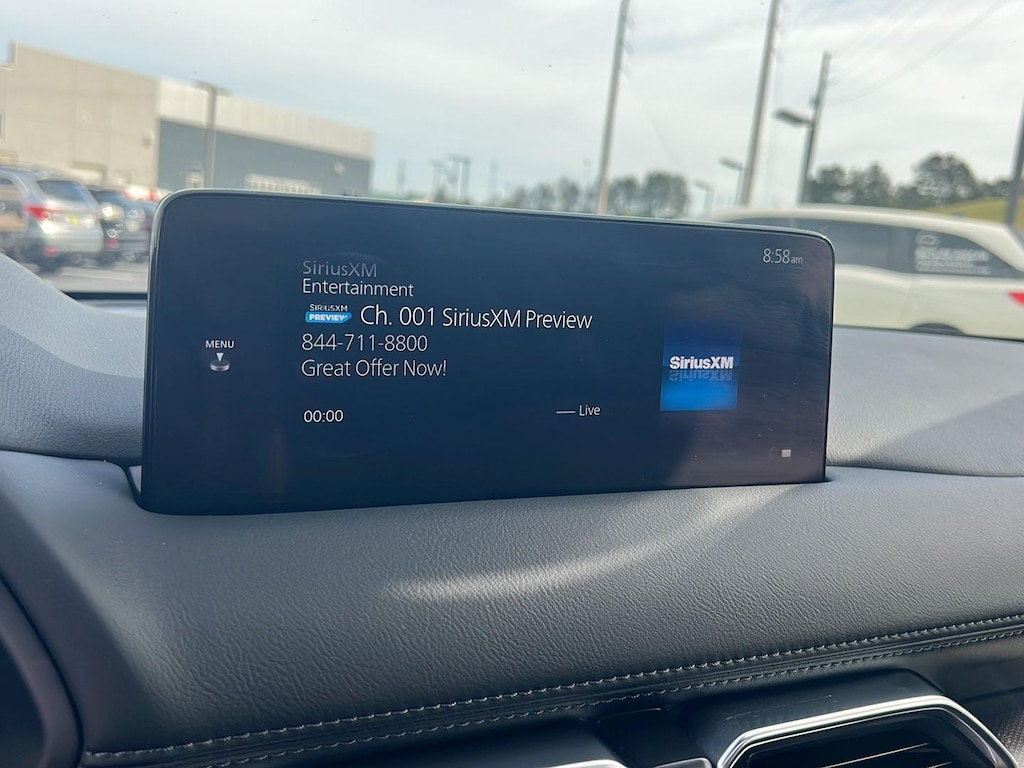 8:58am
SiriusXM
Entertainment
SIRIUSXM
PREVIEW
Ch. 001 SiriusXM Preview
844-711-8800
Great Offer Now!
MENU
SiriusXM
00:00
Live